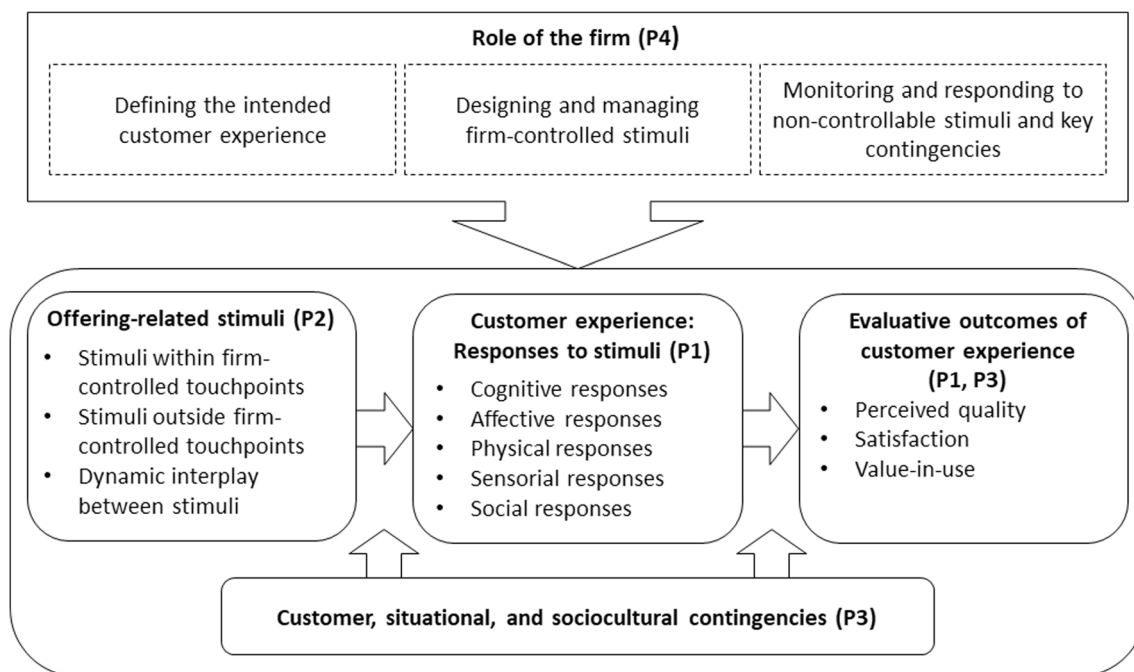 Role of the firm (P4)
Defining the intended
customer experience
Designing and managing
firm-controlled stimuli
Monitoring and responding to
non-controllable stimuli and key
contingencies
Offering-related stimuli (P2)
• Stimuli within firm-
controlled touchpoints
• Stimuli outside firm-
controlled touchpoints
• Dynamic interplay
between stimuli
Customer experience:
Responses to stimuli (P1)
• Cognitive responses
• Affective responses
• Physical responses
• Sensorial responses
• Social responses
Evaluative outcomes of
customer experience
(P1, P3)
• Perceived quality
• Satisfaction
• Value-in-use
Customer, situational, and sociocultural contingencies (P3)